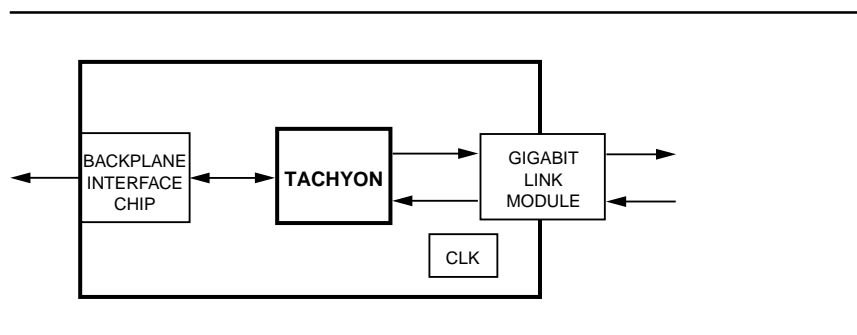 BACKPLANE
INTERFACE
CHIP
TACHYON
GIGABIT
LINK
MODULE
CLK